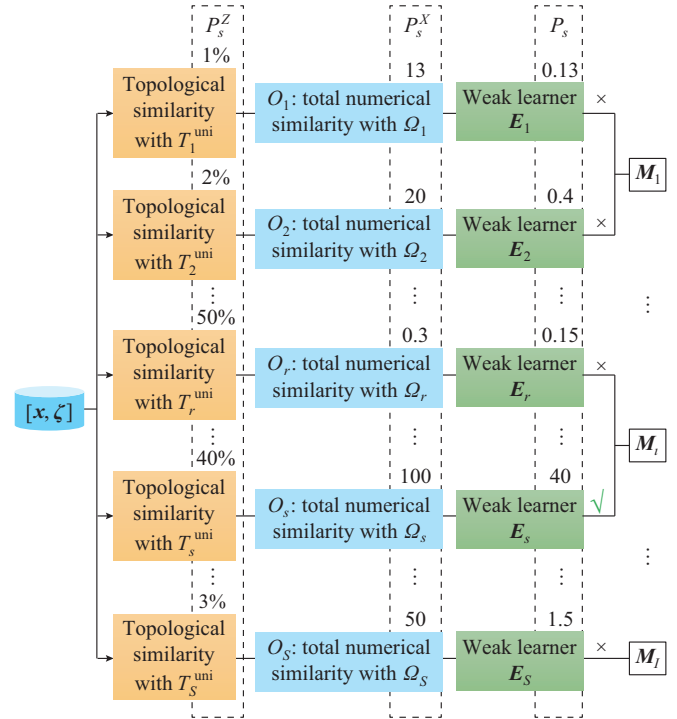 P_s^Z P_s^X P_s
1% 13 0.13
Topological
similarity
with T_1^uni
O_1: total numerical
similarity with Ω_1
Weak learner
E_1
×
M_1
2% 20 0.4
Topological
similarity
with T_2^uni
O_2: total numerical
similarity with Ω_2
Weak learner
E_2
×
⋮ ⋮ ⋮ ⋮
50% 0.3 0.15
Topological
similarity
with T_r^uni
O_r: total numerical
similarity with Ω_r
Weak learner
E_r
×
[x, ζ]
M_t
⋮ ⋮ ⋮
40% 100 40
Topological
similarity
with T_s^uni
O_s: total numerical
similarity with Ω_s
Weak learner
E_s
√
⋮ ⋮ ⋮ ⋮
3% 50 1.5
Topological
similarity
with T_S^uni
O_S: total numerical
similarity with Ω_S
Weak learner
E_S
×
M_I